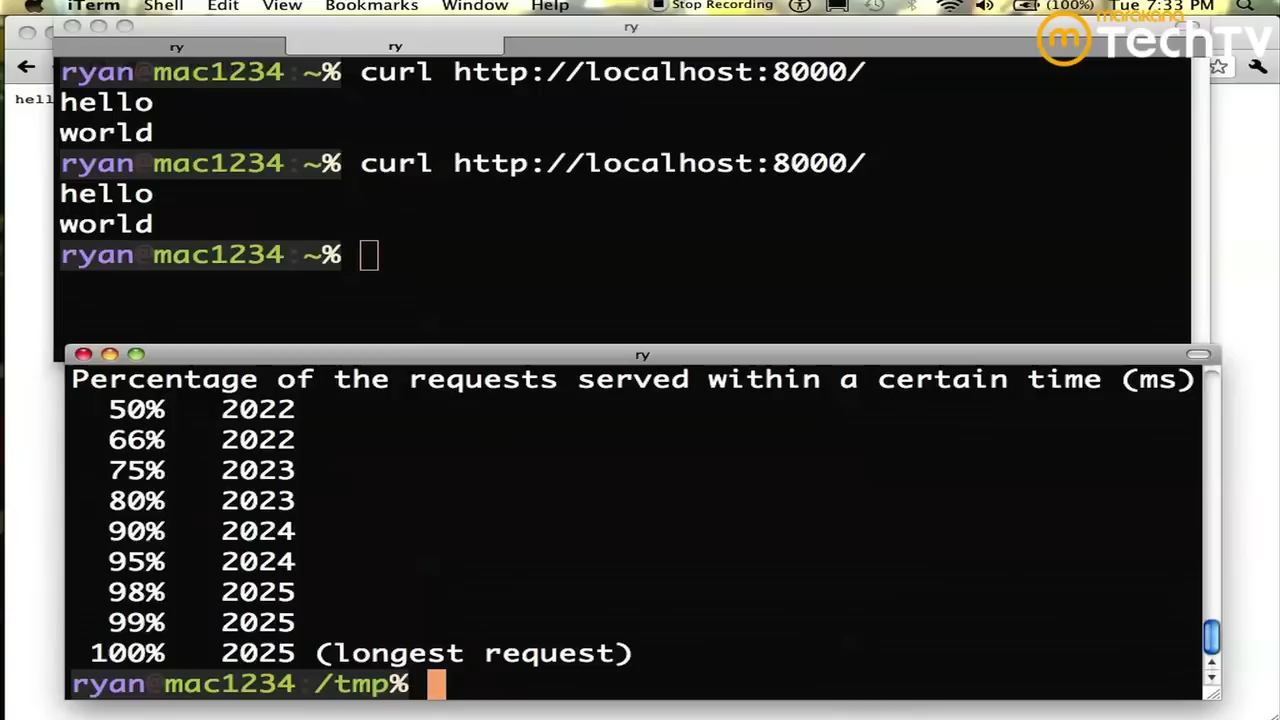 iTerm Shell Edit View Bookmarks Window Help Stop Recording (100%) Tue 7:33 PM
marakana
TechTV
ry
ry ry
hell
ryan@mac1234:~% curl http://localhost:8000/
hello
world
ryan@mac1234:~% curl http://localhost:8000/
hello
world
ryan@mac1234:~%
ry
Percentage of the requests served within a certain time (ms)
50% 2022
66% 2022
75% 2023
80% 2023
90% 2024
95% 2024
98% 2025
99% 2025
100% 2025 (longest request)
ryan@mac1234:/tmp%